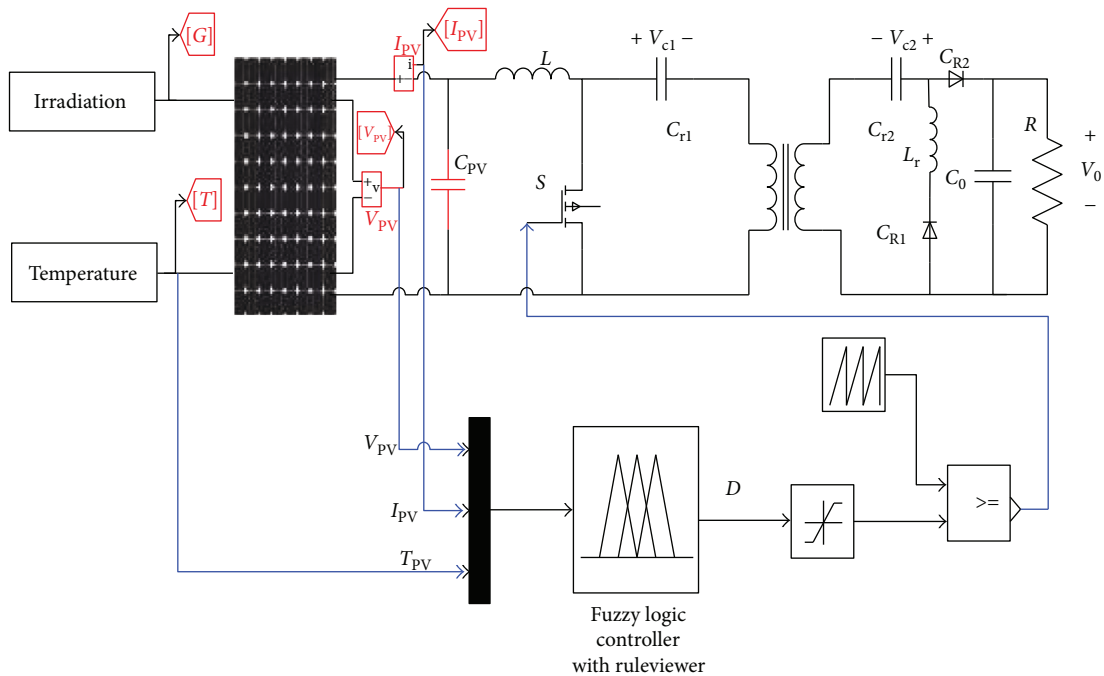 [G]
[I_PV]
I_PV
i
+
+ V_c1 −
− V_c2 +
L
C_R2
Irradiation
C_r1
C_r2
R
+
[V_PV]
C_PV
L_r
C_0
V_0
+
v
−
S
−
[T]
V_PV
C_R1
Temperature
V_PV
D
I_PV
>=
T_PV
Fuzzy logic
controller
with ruleviewer